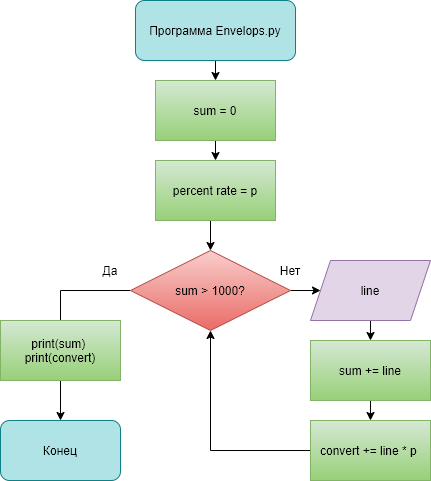 Программа Envelops.py
sum = 0
percent rate = p
Да
Нет
sum > 1000?
line
print(sum)
print(convert)
sum += line
Конец
convert += line * p